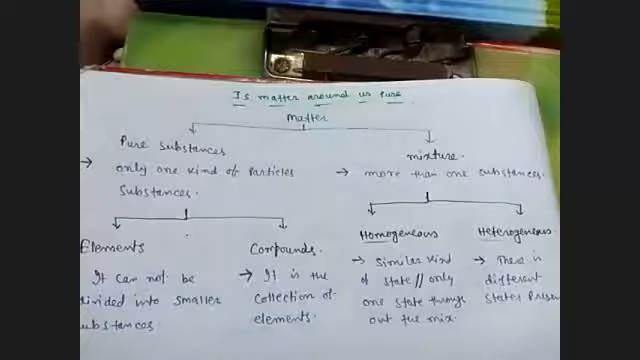 Is matter around us Pure.
Matter
Pure Substances
→ only one kind of Particles
Substances.
mixture.
→ more than one substances.
Elements
It can not be
divided into smaller
substances
Compounds.
→ It is the
collection of
elements.
Homogeneous
→ Similar kind
of state // only
one state through
out the mix.
Heterogeneous
→ There is
different
states Present